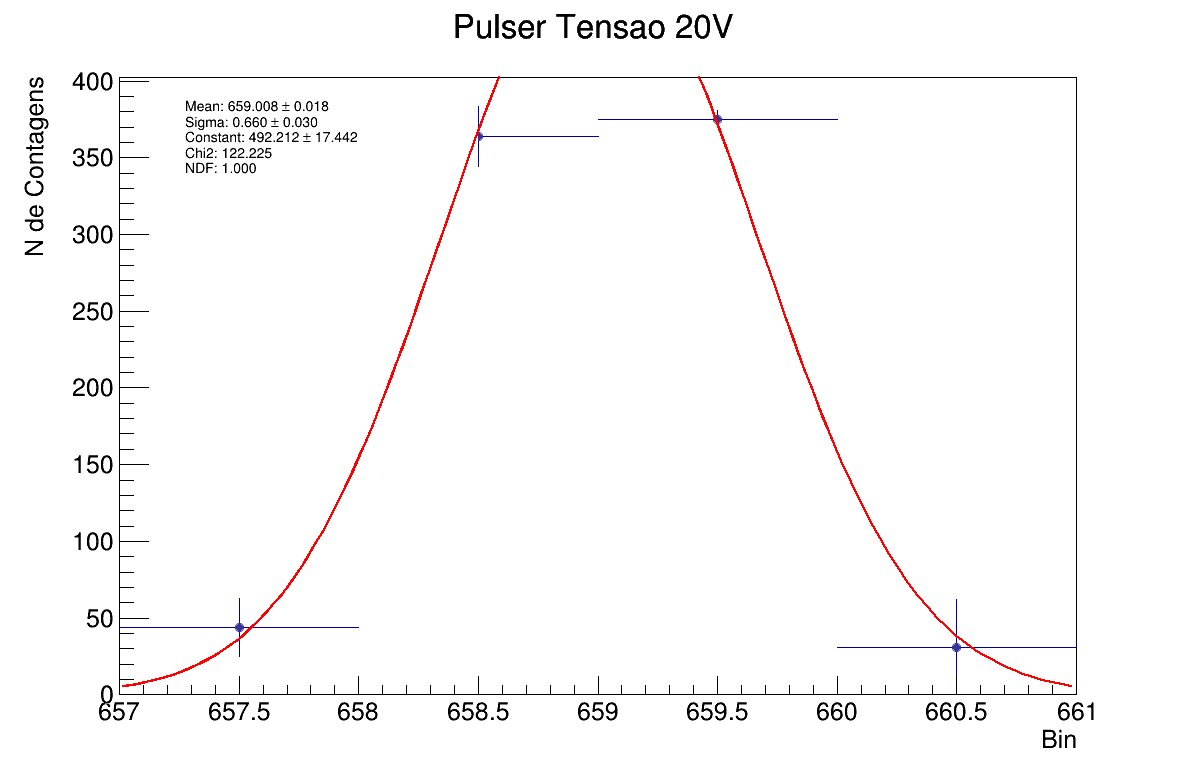 Pulser Tensao 20V
N de Contagens
400
350
300
250
200
150
100
50
0
Mean: 659.008 ± 0.018
Sigma: 0.660 ± 0.030
Constant: 492.212 ± 17.442
Chi2: 122.225
NDF: 1.000
657 657.5 658 658.5 659 659.5 660 660.5 661
Bin